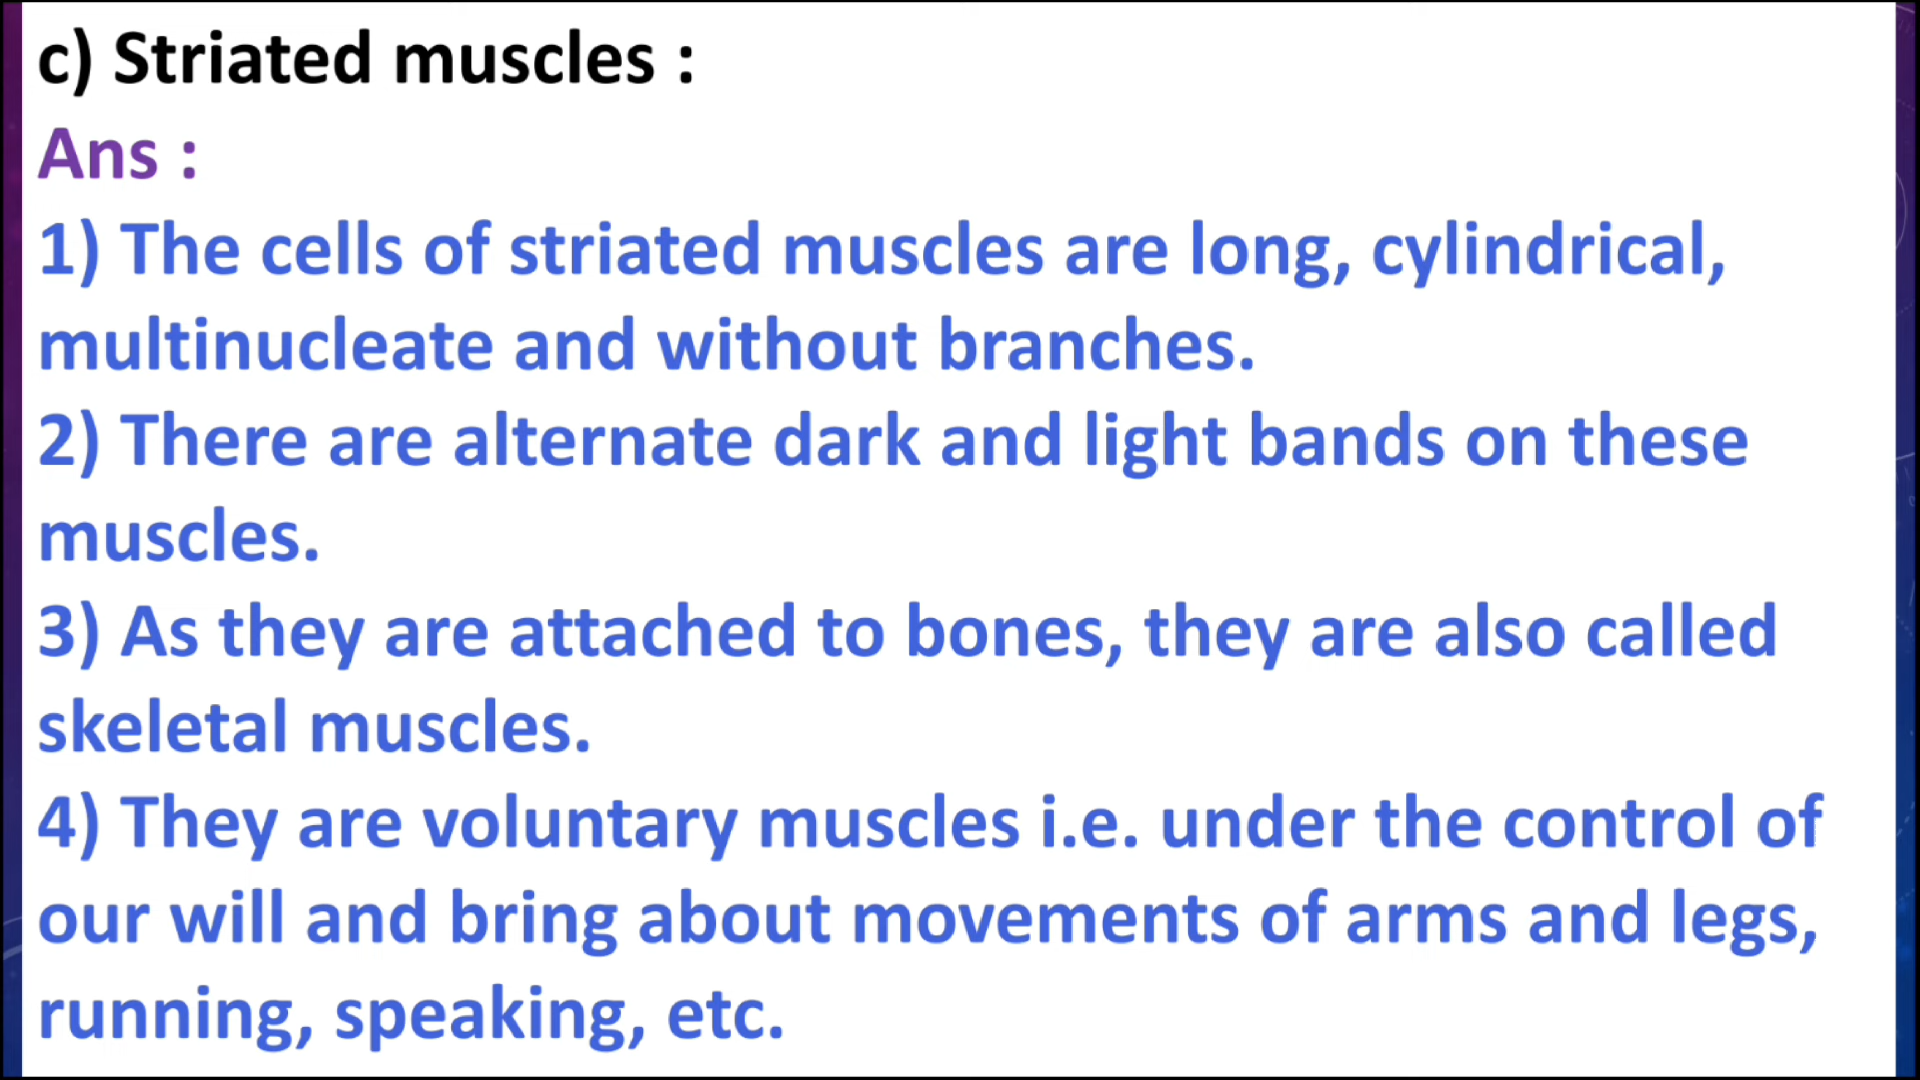 c) Striated muscles :
Ans :
1) The cells of striated muscles are long, cylindrical,
multinucleate and without branches.
2) There are alternate dark and light bands on these
muscles.
3) As they are attached to bones, they are also called
skeletal muscles.
4) They are voluntary muscles i.e. under the control of
our will and bring about movements of arms and legs,
running, speaking, etc.